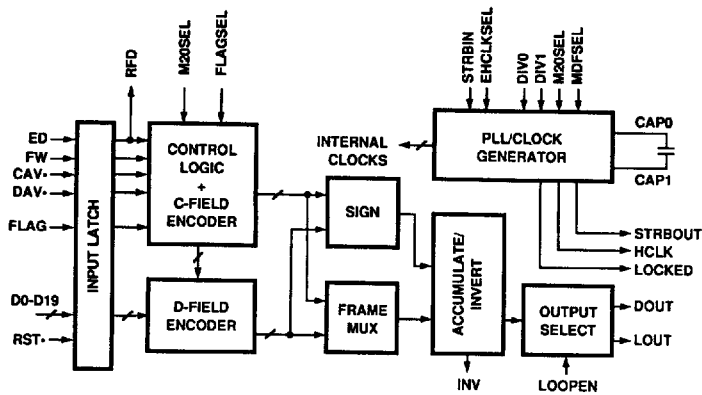 RFD
M20SEL
FLAGSEL
STRBIN
EHCLKSEL
DIV0
DIV1
M20SEL
MDFSEL
ED
FW
CAV*
DAV*
FLAG
D0-D19
RST*
INPUT LATCH
CONTROL
LOGIC
+
C-FIELD
ENCODER
D-FIELD
ENCODER
INTERNAL
CLOCKS
PLL/CLOCK
GENERATOR
CAP0
CAP1
SIGN
FRAME
MUX
ACCUMULATE/
INVERT
STRBOUT
HCLK
LOCKED
OUTPUT
SELECT
DOUT
LOUT
INV
LOOPEN